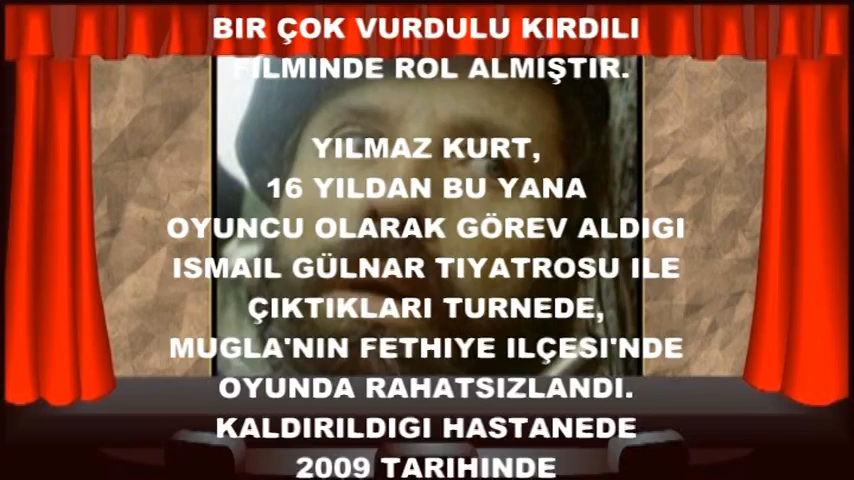 BIR ÇOK VURDULU KIRDILI
FILMINDE ROL ALMIŞTIR.
YILMAZ KURT,
16 YILDAN BU YANA
OYUNCU OLARAK GÖREV ALDIGI
ISMAIL GÜLNAR TIYATROSU ILE
ÇIKTIKLARI TURNEDE,
MUGLA'NIN FETHIYE ILÇESI'NDE
OYUNDA RAHATSIZLANDI.
KALDIRILDIGI HASTANEDE
2009 TARIHINDE